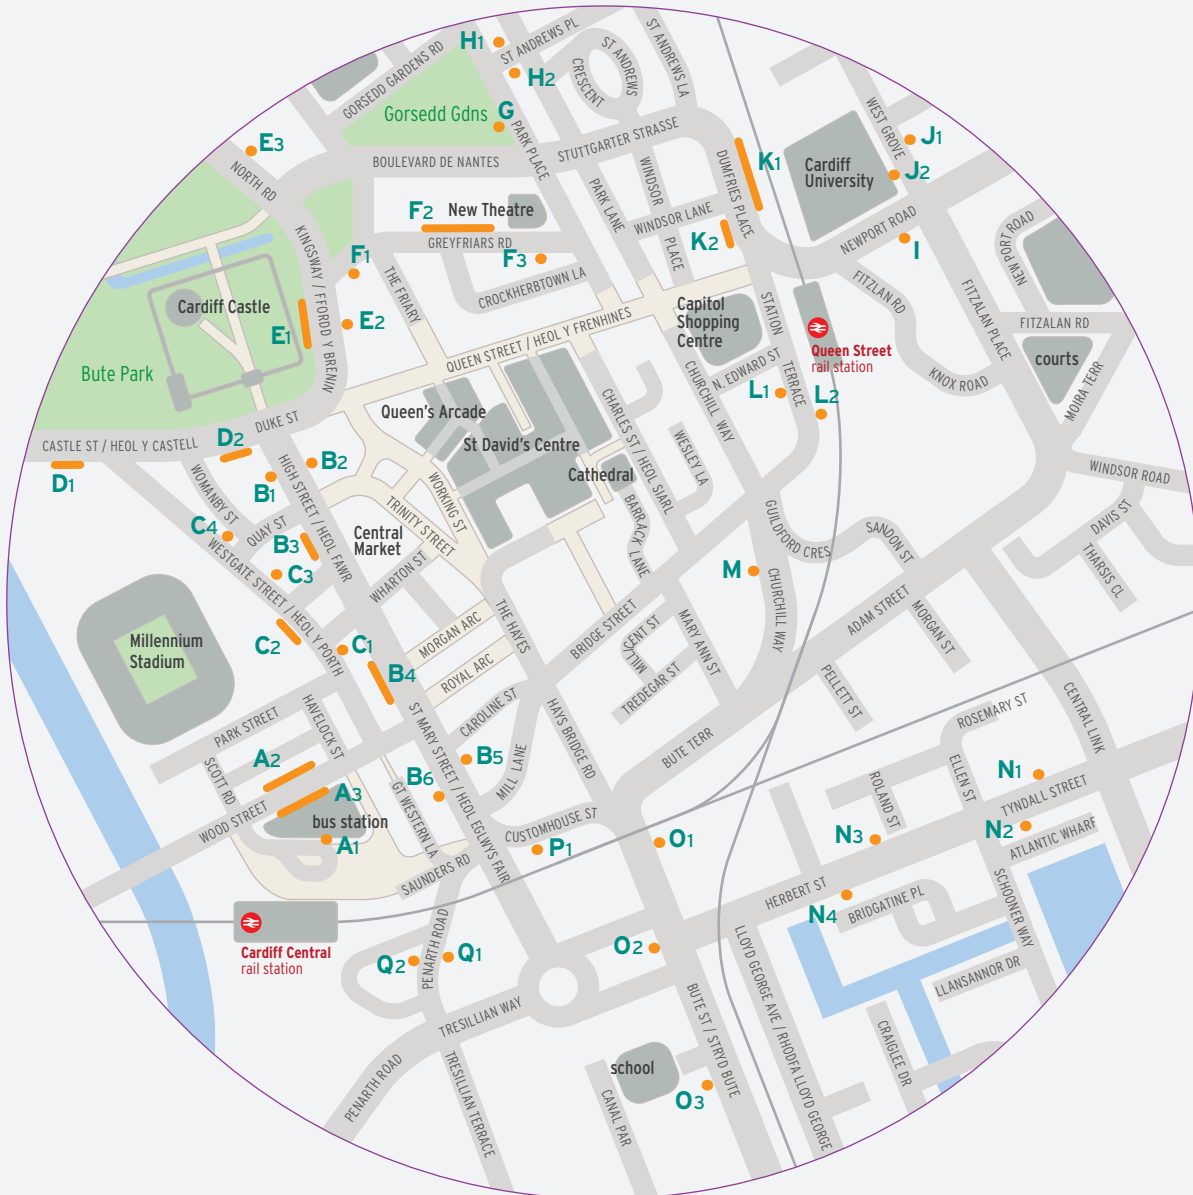 H1
ST ANDREWS PL
ST ANDREWS LA
GORSEDD GARDENS RD
H2
ST ANDREWS
CRESCENT
Gorsedd Gdns
G
PARK PLACE
WEST GROVE
J1
E3
NORTH RD
BOULEVARD DE NANTES
STUTTGARTER STRASSE
WINDSOR
PLACE
DUMFRIES PLACE
K1
Cardiff
University
J2
PARK LANE
WINDSOR LANE
K2
NEWPORT ROAD
I
NEW PORT ROAD
F2
New Theatre
GREYFRIARS RD
F3
F1
CROCKHERBTOWN LA
THE FRIARY
KINGSWAY / FFORDD Y BRENIN
Cardiff Castle
E1
E2
FITZLAN RD
FITZALAN PLACE
FITZALAN RD
courts
KNOX ROAD
MOIRA TERR
Capitol
Shopping
Centre
STATION
TERRACE
Queen Street
rail station
QUEEN STREET / HEOL Y FRENHINES
Bute Park
N. EDWARD ST
L1
L2
CHURCHILL WAY
CHARLES ST / HEOL SIARL
WESLEY LA
Queen's Arcade
St David's Centre
Cathedral
DUKE ST
CASTLE ST / HEOL Y CASTELL
D1
D2
B2
B1
HIGH STREET / HEOL FAWR
WOMANBY ST
QUAY ST
C4
B3
C3
WESTGATE STREET / HEOL Y PORTH
Central
Market
TRINITY STREET
WORKING ST
WHARTON ST
BARRACK LANE
GUILDFORD CRES
SANDON ST
WINDSOR ROAD
DAVIS ST
THARSIS CL
M
CHURCHILL WAY
ADAM STREET
MORGAN ST
Millennium
Stadium
C2
C1
B4
MORGAN ARC
ROYAL ARC
THE HAYES
BRIDGE STREET
MILLICENT ST
TREDEGAR ST
MARY ANN ST
PELLETT ST
CENTRAL LINK
PARK STREET
HAVELOCK ST
SCOTT RD
WOOD STREET
A2
A3
bus station
A1
ST MARY STREET / HEOL EGLWYS FAIR
GT WESTERN LA
CAROLINE ST
MILL LANE
B5
B6
HAYS BRIDGE RD
BUTE TERR
ROSEMARY ST
ELLEN ST
ROLAND ST
N1
TYNDALL STREET
N2
ATLANTIC WHARF
N3
CUSTOMHOUSE ST
P1
O1
SAUNDERS RD
HERBERT ST
N4
BRIDGATINE PL
SCHOONER WAY
Cardiff Central
rail station
PENARTH ROAD
Q2
Q1
O2
LLANSANNOR DR
TRESILLIAN WAY
BUTE ST / STRYD BUTE
LLOYD GEORGE AVE / RHODFA LLOYD GEORGE
CRAIGLEE DR
PENARTH ROAD
TRESILLIAN TERRACE
school
O3
CANAL PAR